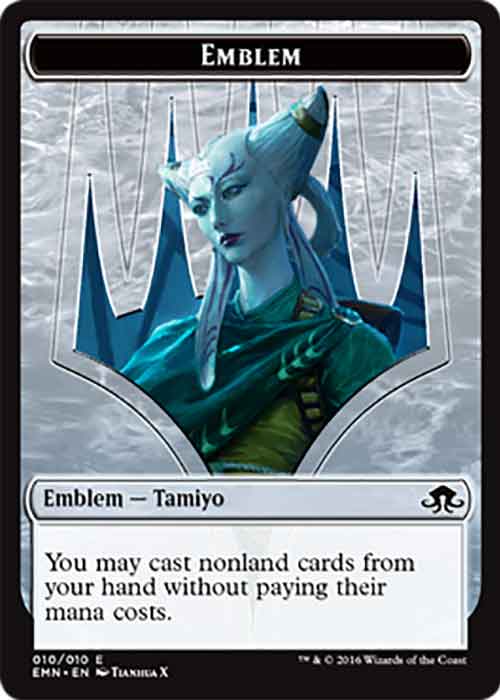 EMBLEM
Emblem — Tamiyo
You may cast nonland cards from
your hand without paying their
mana costs.
010/010 E
EMN • EN TIANHUA X
™ & © 2016 Wizards of the Coast